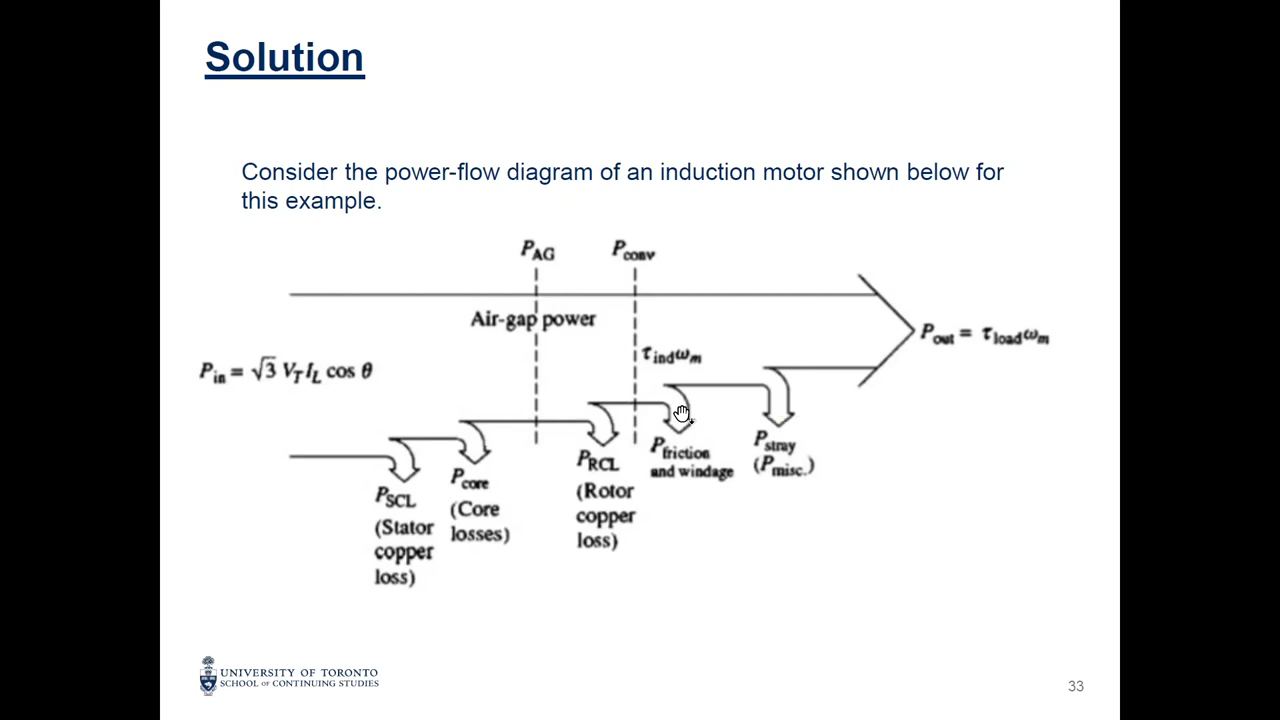 Solution
Consider the power-flow diagram of an induction motor shown below for
this example.
P_AG
P_conv
Air-gap power
τ_ind ω_m
P_out = τ_load ω_m
P_in = √3 V_T I_L cos θ
P_SCL
(Stator
copper
loss)
P_core
(Core
losses)
P_RCL
(Rotor
copper
loss)
P_friction
and windage
P_stray
(P_misc.)
UNIVERSITY OF TORONTO
SCHOOL OF CONTINUING STUDIES
33